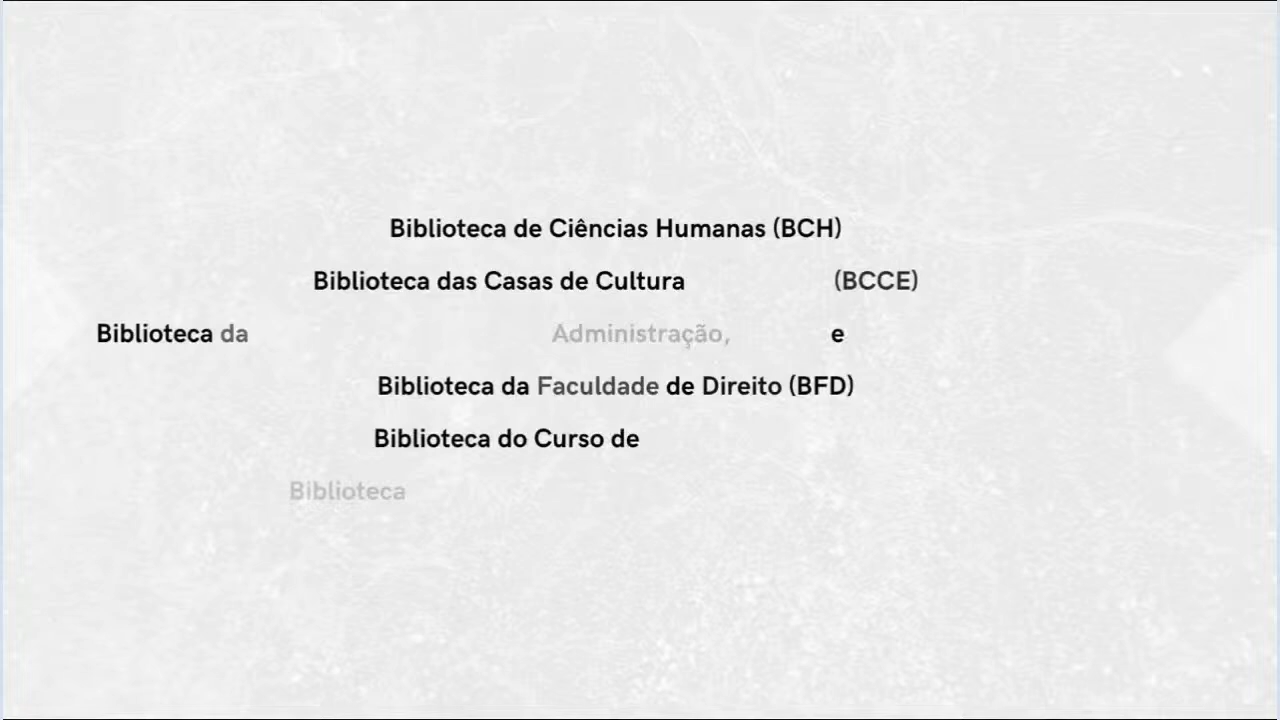 Biblioteca de Ciências Humanas (BCH)
Biblioteca das Casas de Cultura (BCCE)
Biblioteca da Administração, e
Biblioteca da Faculdade de Direito (BFD)
Biblioteca do Curso de
Biblioteca